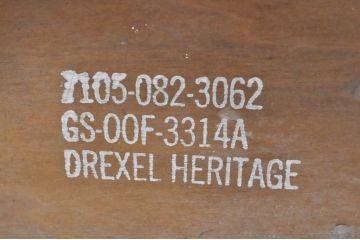 7105-082-3062
GS-00F-3314A
DREXEL HERITAGE